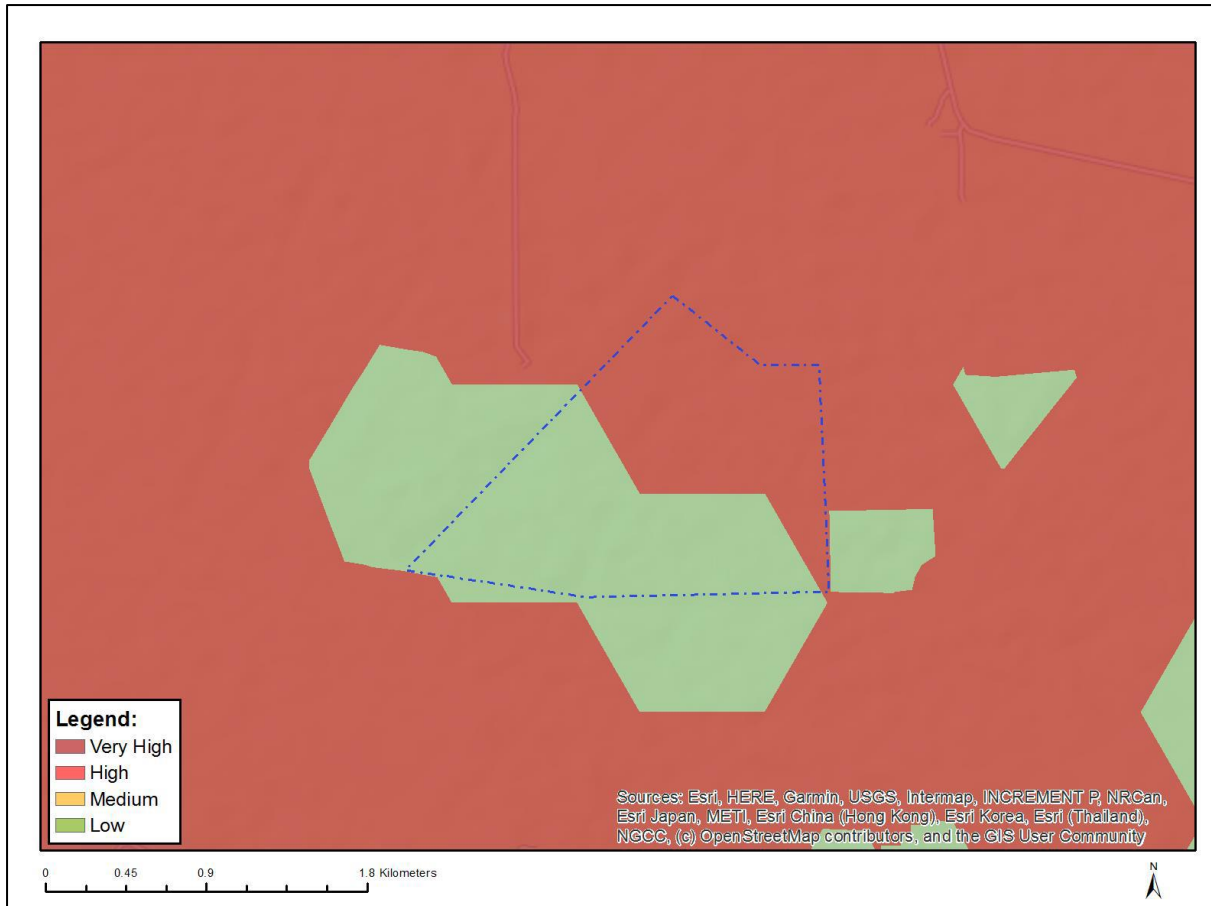 Legend:
Very High
High
Medium
Low
Sources: Esri, HERE, Garmin, USGS, Intermap, INCREMENT P, NRCan,
Esri Japan, METI, Esri China (Hong Kong), Esri Korea, Esri (Thailand),
NGCC, (c) OpenStreetMap contributors, and the GIS User Community
0 0.45 0.9 1.8 Kilometers
N